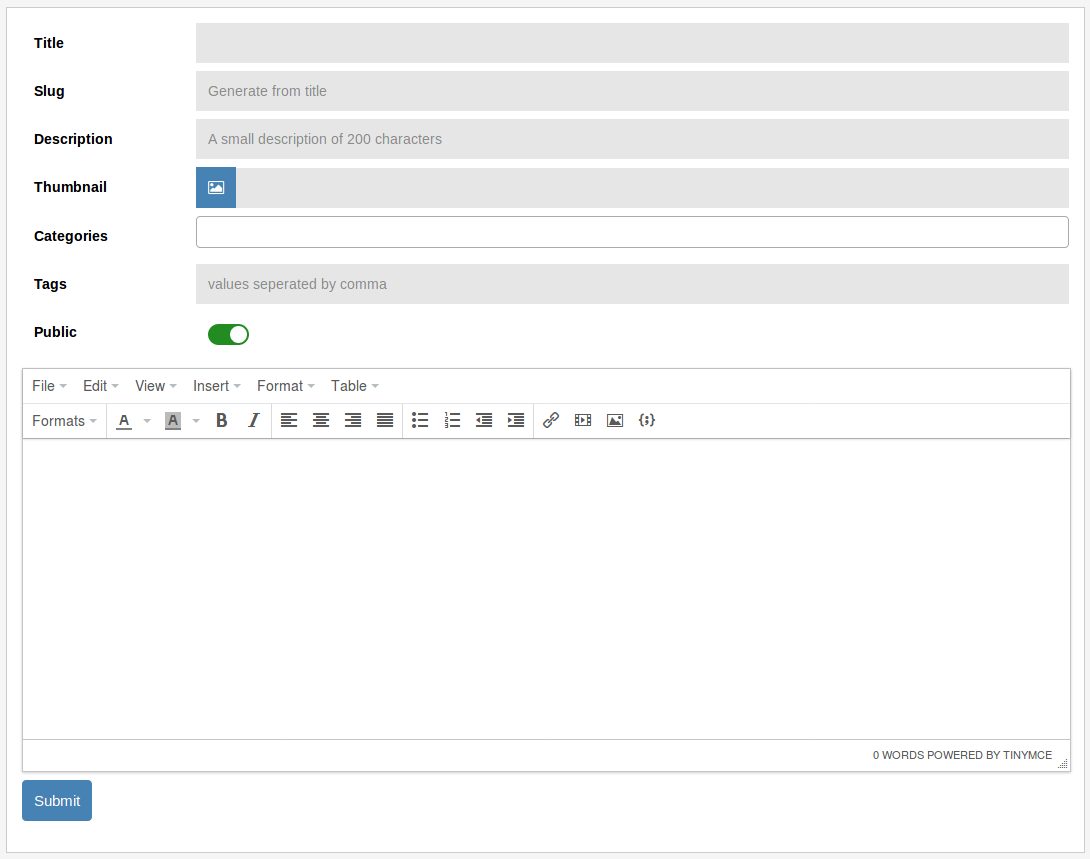 Title
Slug Generate from title
Description A small description of 200 characters
Thumbnail
Categories
Tags values seperated by comma
Public
File Edit View Insert Format Table
Formats A A B I
0 WORDS POWERED BY TINYMCE
Submit